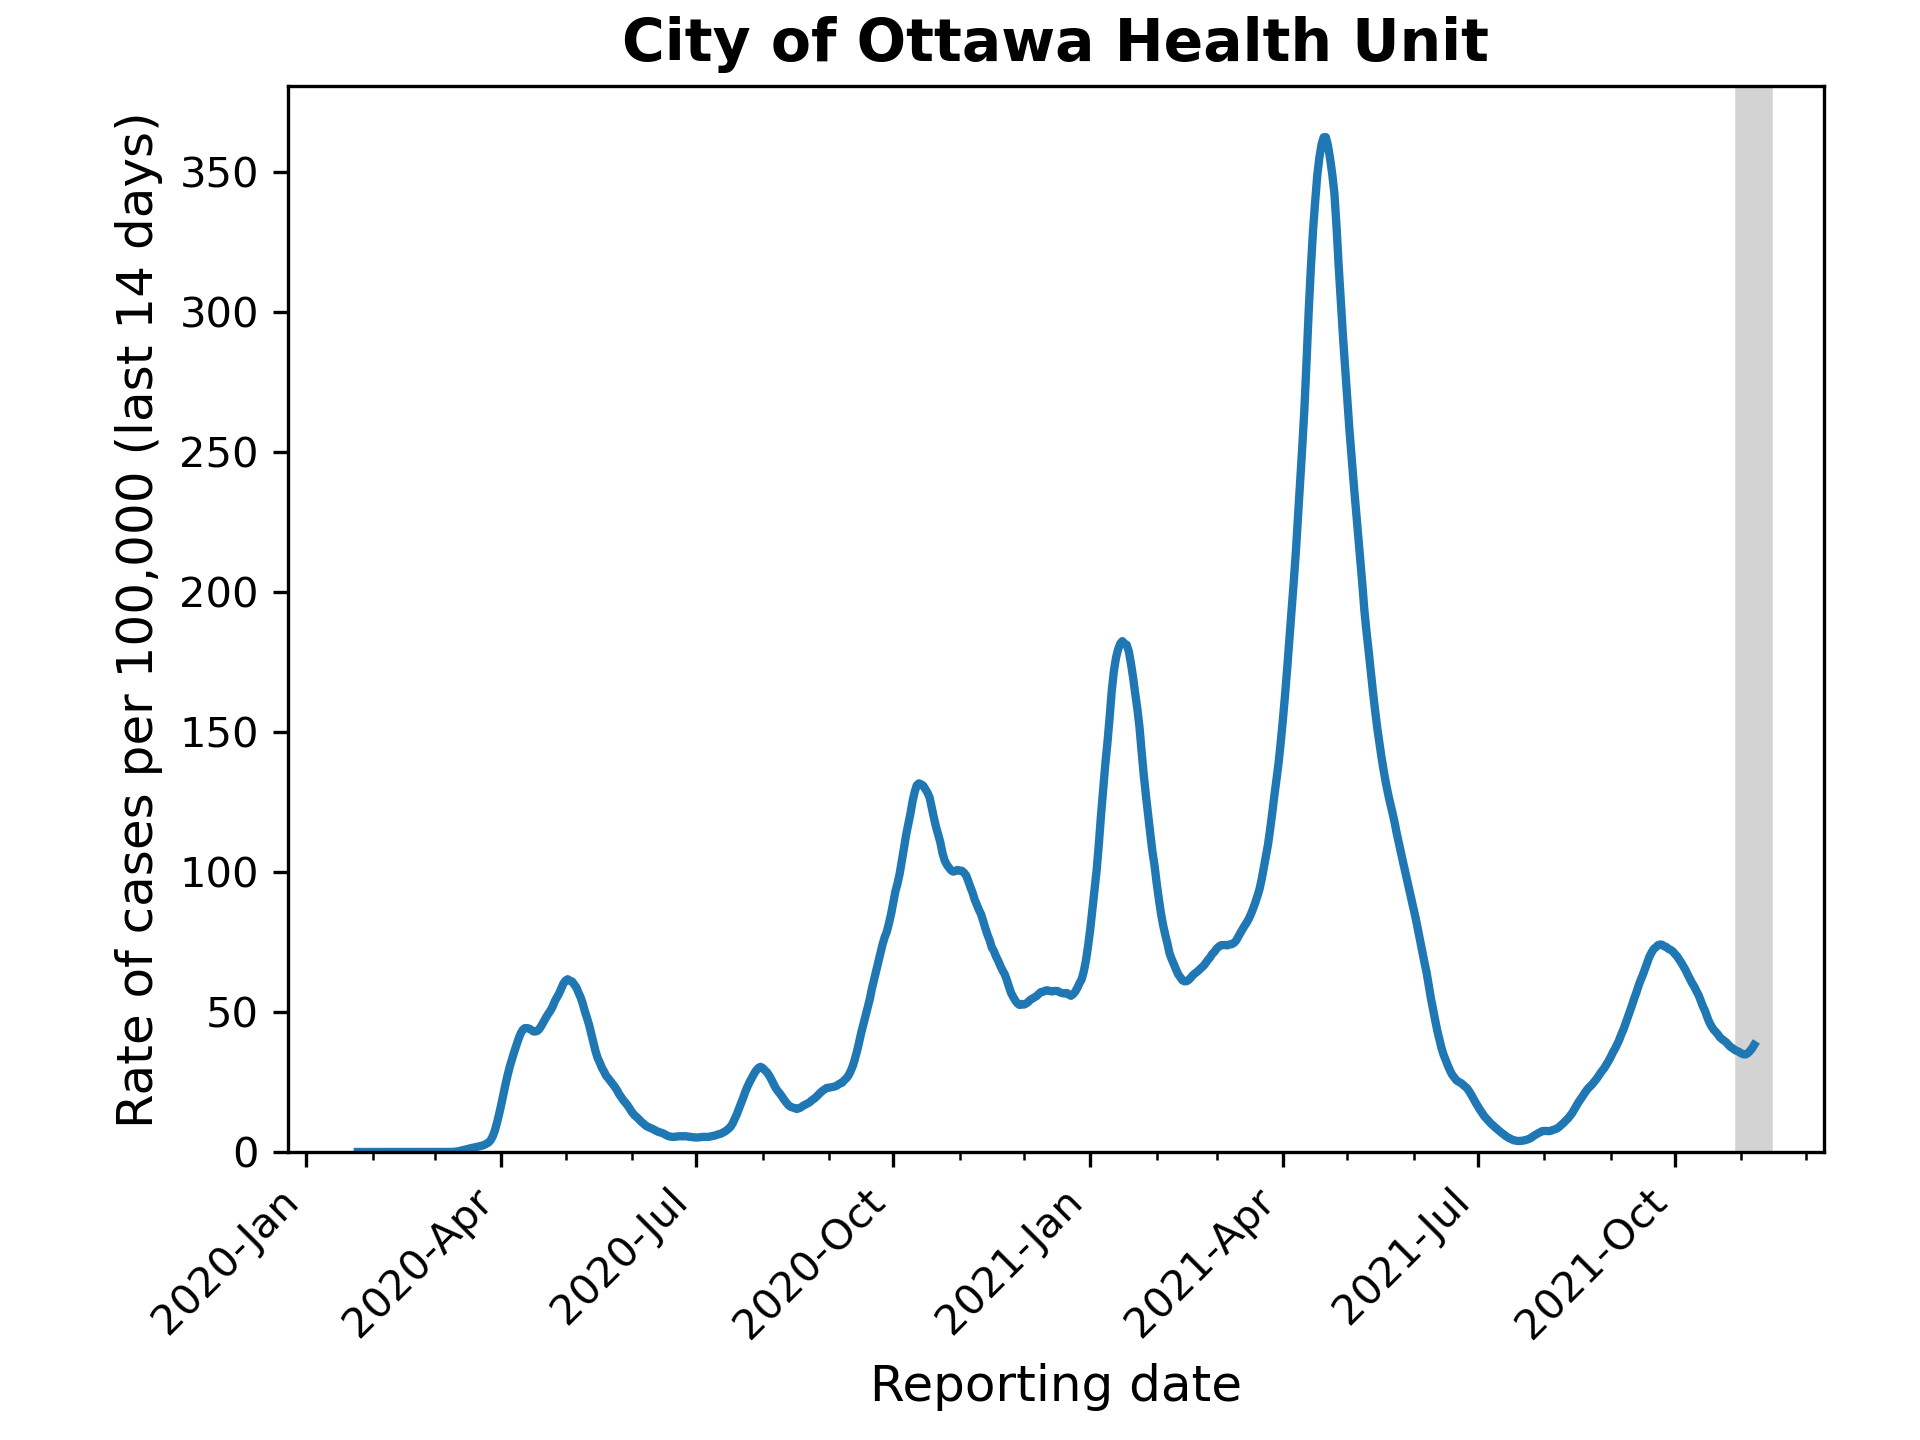 City of Ottawa Health Unit
Rate of cases per 100,000 (last 14 days)
350
300
250
200
150
100
50
0
2020-Jan
2020-Apr
2020-Jul
2020-Oct
2021-Jan
2021-Apr
2021-Jul
2021-Oct
Reporting date